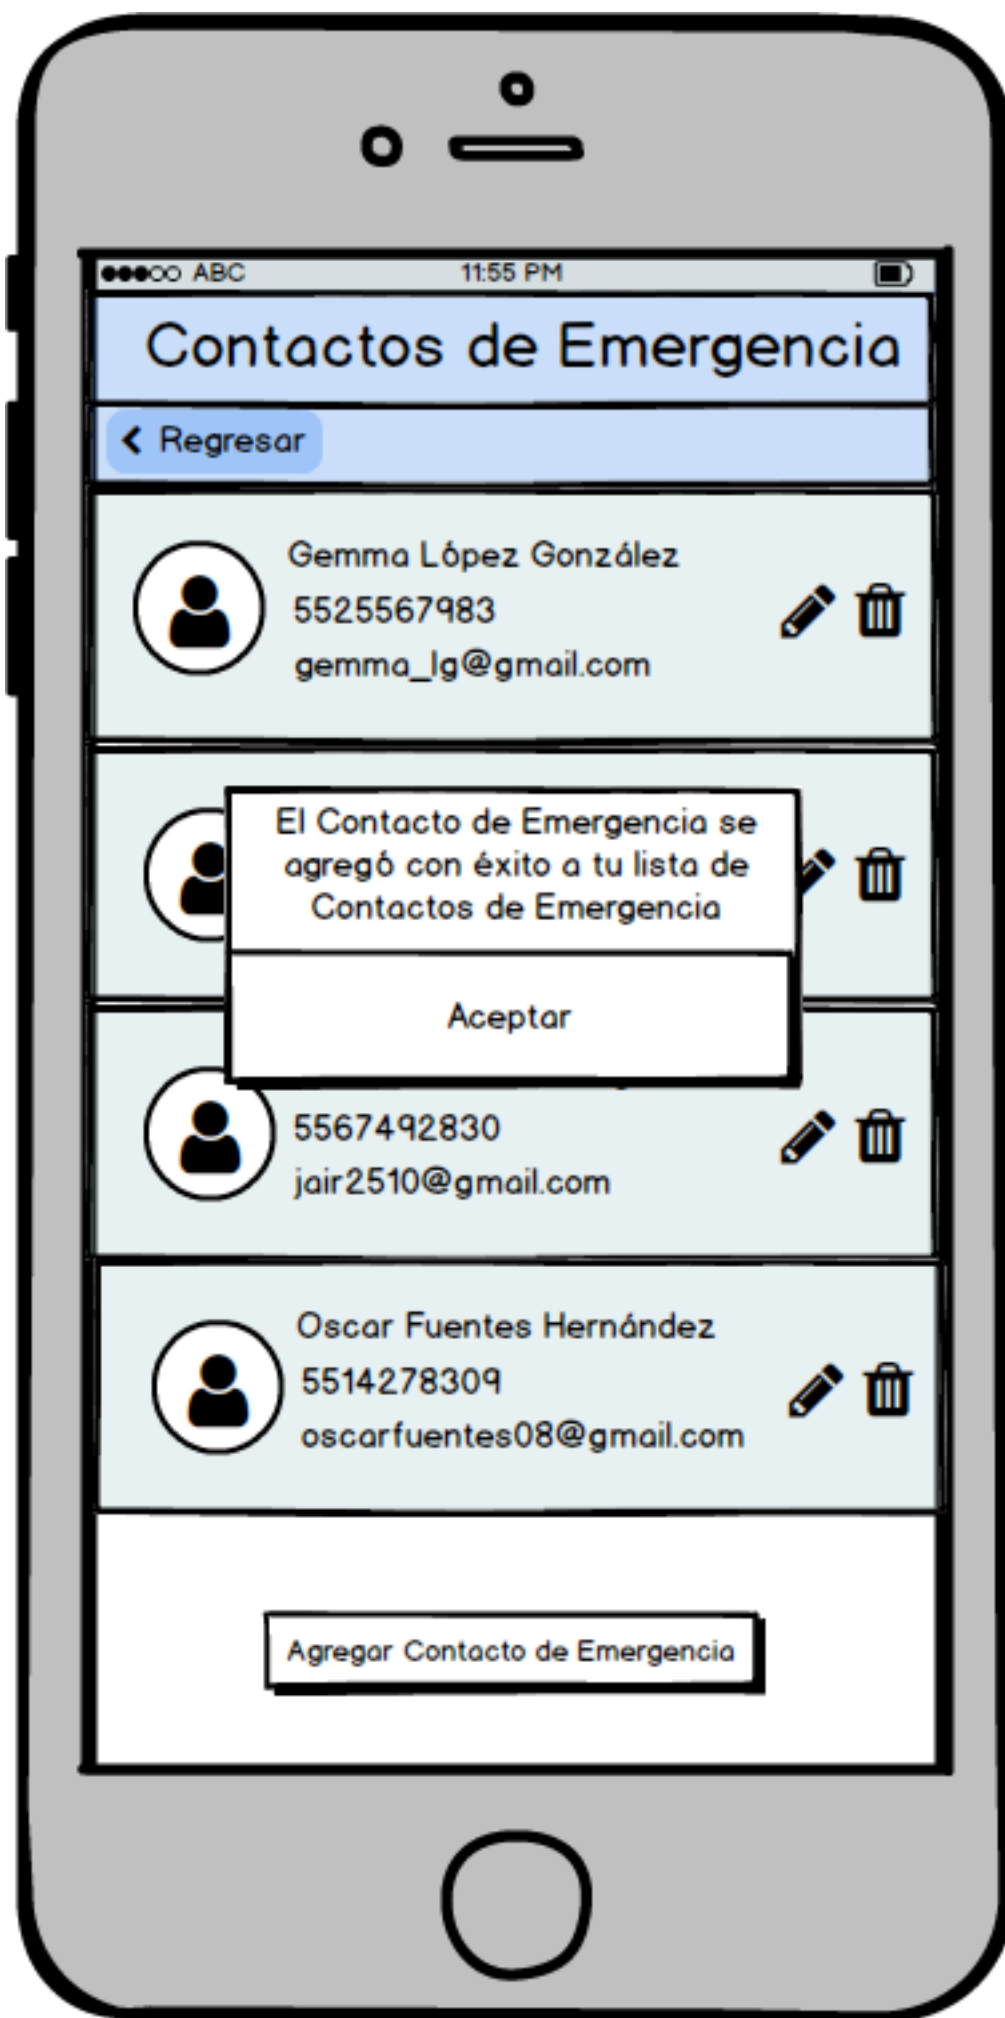 ABC 11:55 PM
Contactos de Emergencia
Regresar
Gemma López González
5525567983
gemma_lg@gmail.com
El Contacto de Emergencia se
agregó con éxito a tu lista de
Contactos de Emergencia
Aceptar
5567492830
jair2510@gmail.com
Oscar Fuentes Hernández
5514278309
oscarfuentes08@gmail.com
Agregar Contacto de Emergencia